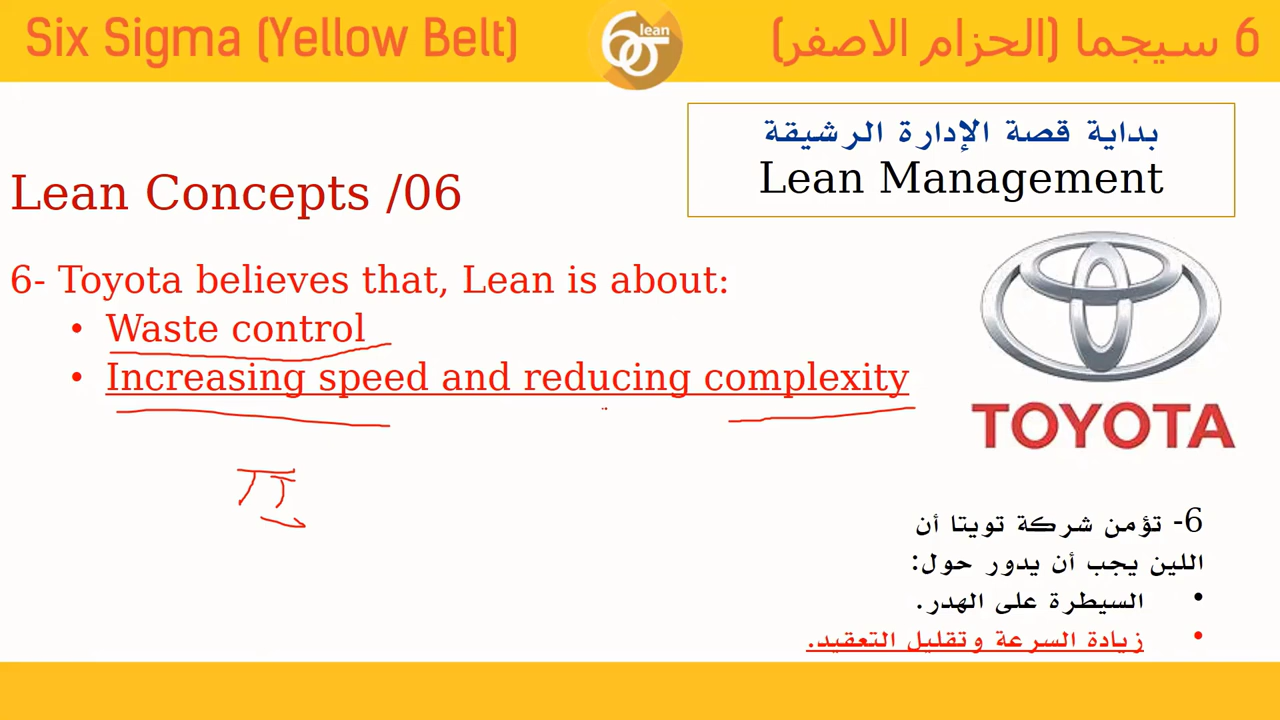 Six Sigma (Yellow Belt)
lean
6σ
6 سيجما (الحزام الاصفر)
بداية قصة الإدارة الرشيقة
Lean Management
Lean Concepts /06
6- Toyota believes that, Lean is about:
• Waste control
• Increasing speed and reducing complexity
TOYOTA
6- تؤمن شركة تويتا أن
اللين يجب أن يدور حول:
• السيطرة على الهدر.
• زيادة السرعة وتقليل التعقيد.